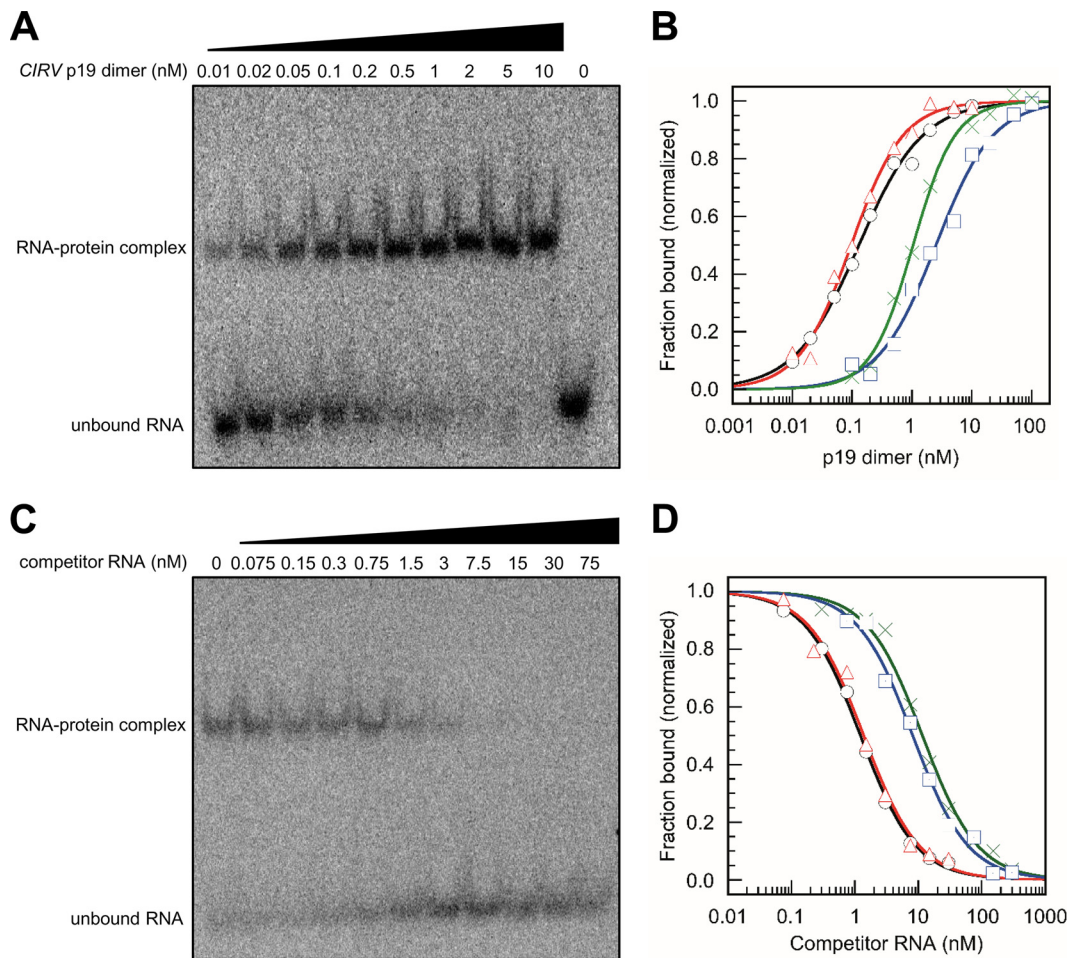 A
CIRV p19 dimer (nM) 0.01 0.02 0.05 0.1 0.2 0.5 1 2 5 10 0
RNA-protein complex
unbound RNA
B
Fraction bound (normalized)
1.0
0.8
0.6
0.4
0.2
0.0
0.001 0.01 0.1 1 10 100
p19 dimer (nM)
C
competitor RNA (nM) 0 0.075 0.15 0.3 0.75 1.5 3 7.5 15 30 75
RNA-protein complex
unbound RNA
D
Fraction bound (normalized)
1.0
0.8
0.6
0.4
0.2
0.0
0.01 0.1 1 10 100 1000
Competitor RNA (nM)